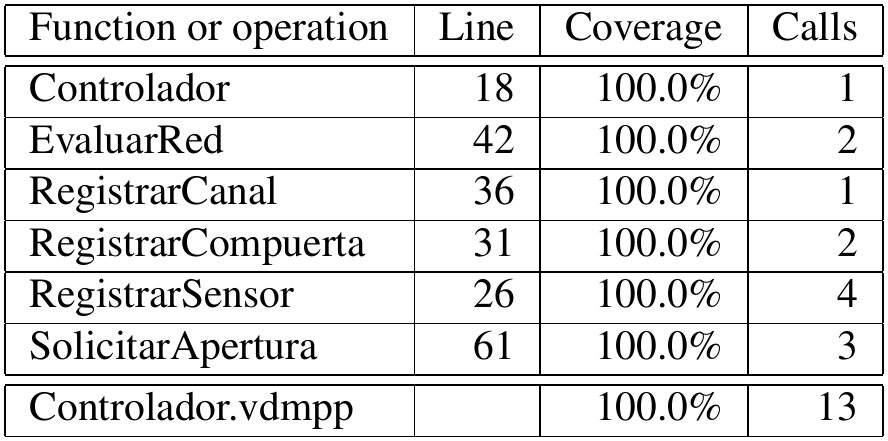 Function or operation Line Coverage Calls
Controlador 18 100.0% 1
EvaluarRed 42 100.0% 2
RegistrarCanal 36 100.0% 1
RegistrarCompuerta 31 100.0% 2
RegistrarSensor 26 100.0% 4
SolicitarApertura 61 100.0% 3
Controlador.vdmpp 100.0% 13